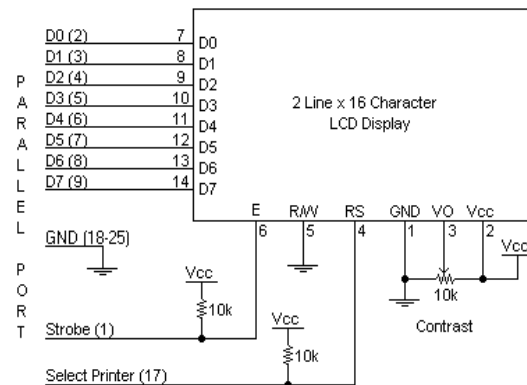 D0 (2) 7 D0
D1 (3) 8 D1
D2 (4) 9 D2
D3 (5) 10 D3
D4 (6) 11 D4
D5 (7) 12 D5
D6 (8) 13 D6
D7 (9) 14 D7
PARALLEL PORT
2 Line x 16 Character
LCD Display
E R/W RS GND VO Vcc
6 5 4 1 3 2
GND (18-25)
Vcc
Vcc
10k
10k
Contrast
Strobe (1)
Vcc
10k
Select Printer (17)